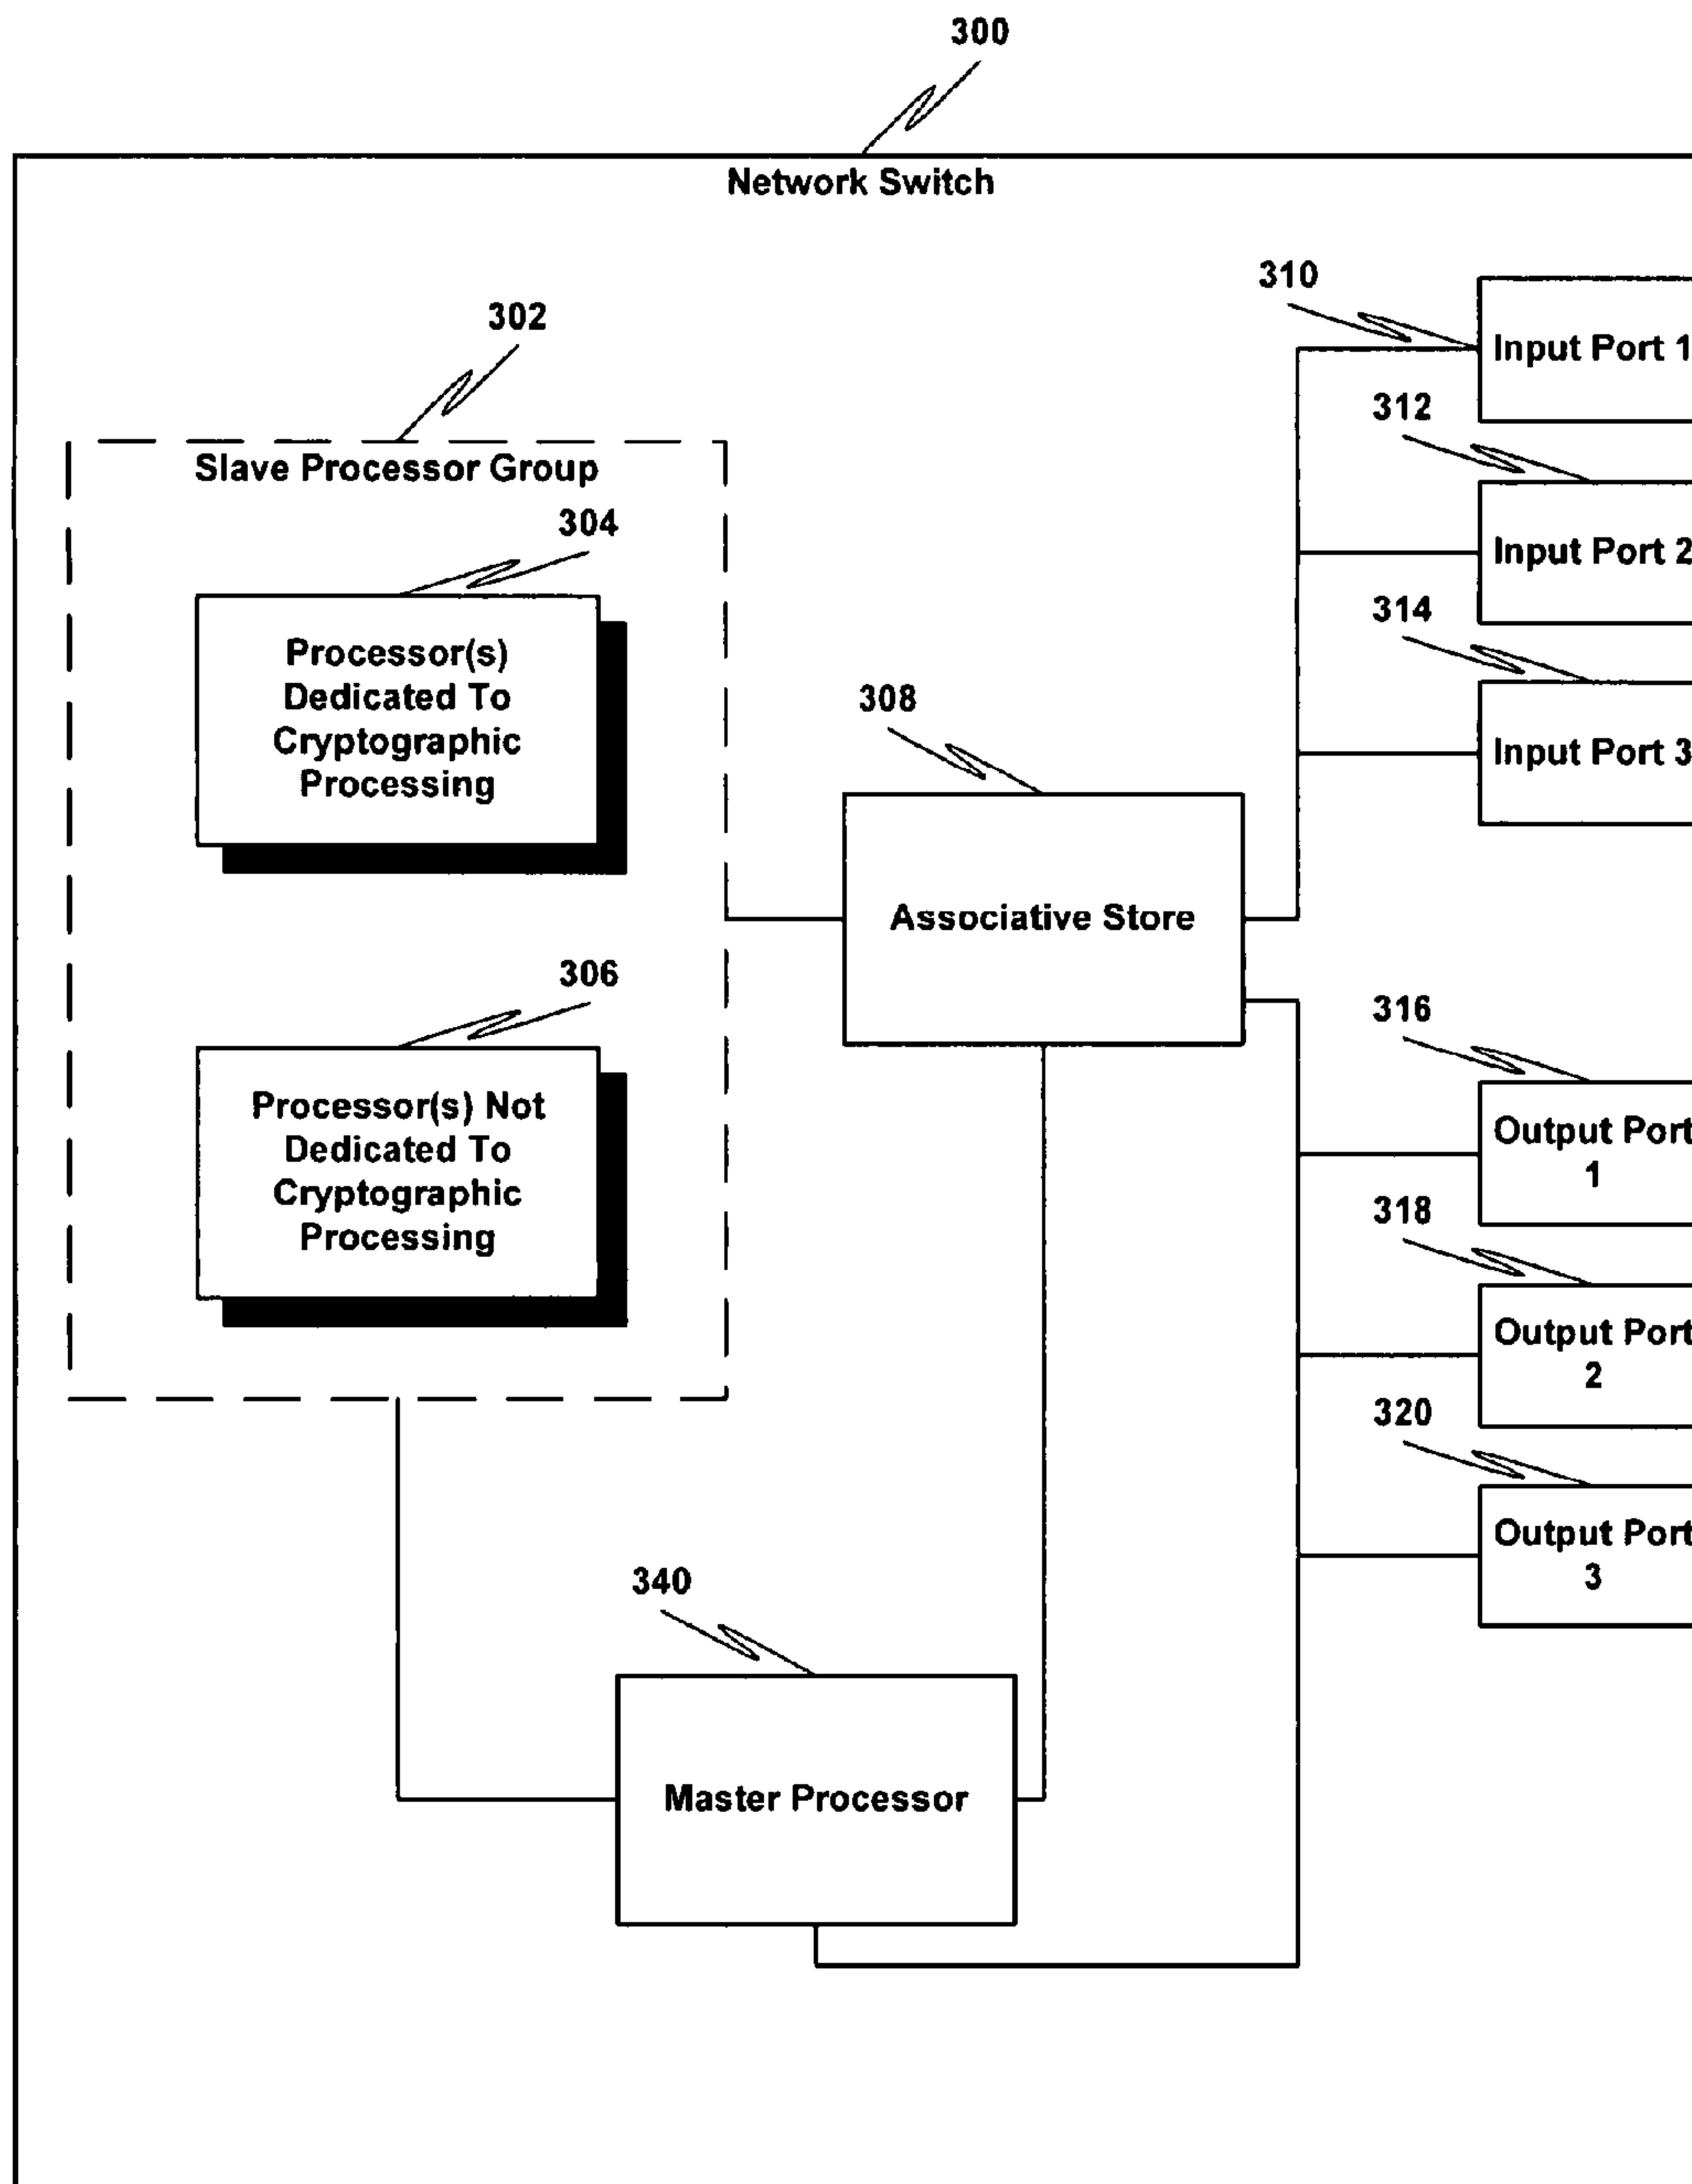 300
Network Switch
310
Input Port 1
302
312
Slave Processor Group
Input Port 2
304
314
Processor(s)
Dedicated To
Cryptographic
Processing
308
Input Port 3
Associative Store
306
316
Processor(s) Not
Dedicated To
Cryptographic
Processing
Output Port
1
318
Output Port
2
320
Output Port
3
340
Master Processor